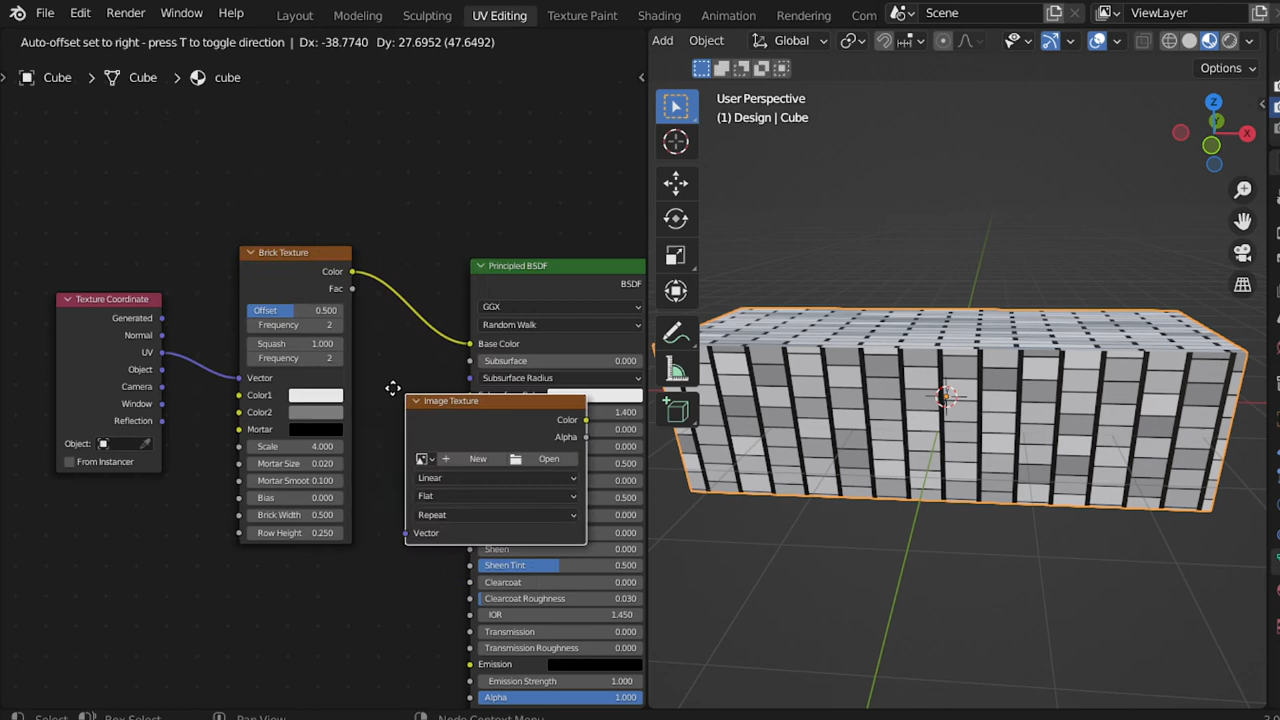 File Edit Render Window Help Layout Modeling Sculpting UV Editing Texture Paint Shading Animation Rendering Com Scene ViewLayer
Auto-offset set to right - press T to toggle direction | Dx: -38.7740 Dy: 27.6952 (47.6492)
Add Object Global
Options
Cube Cube cube
User Perspective
(1) Design | Cube
Z
Y
X
Texture Coordinate
Generated
Normal
UV
Object
Camera
Window
Reflection
Object:
From Instancer
Brick Texture
Color
Fac
Offset 0.500
Frequency 2
Squash 1.000
Frequency 2
Vector
Color1
Color2
Mortar
Scale 4.000
Mortar Size 0.020
Mortar Smoot 0.100
Bias 0.000
Brick Width 0.500
Row Height 0.250
Image Texture
Color
Alpha
New Open
Linear
Flat
Repeat
Vector
Principled BSDF
BSDF
GGX
Random Walk
Base Color
Subsurface 0.000
Subsurface Radius
1.400
0.000
0.000
0.500
0.000
0.500
0.000
0.000
Sheen 0.000
Sheen Tint 0.500
Clearcoat 0.000
Clearcoat Roughness 0.030
IOR 1.450
Transmission 0.000
Transmission Roughness 0.000
Emission
Emission Strength 1.000
Alpha 1.000